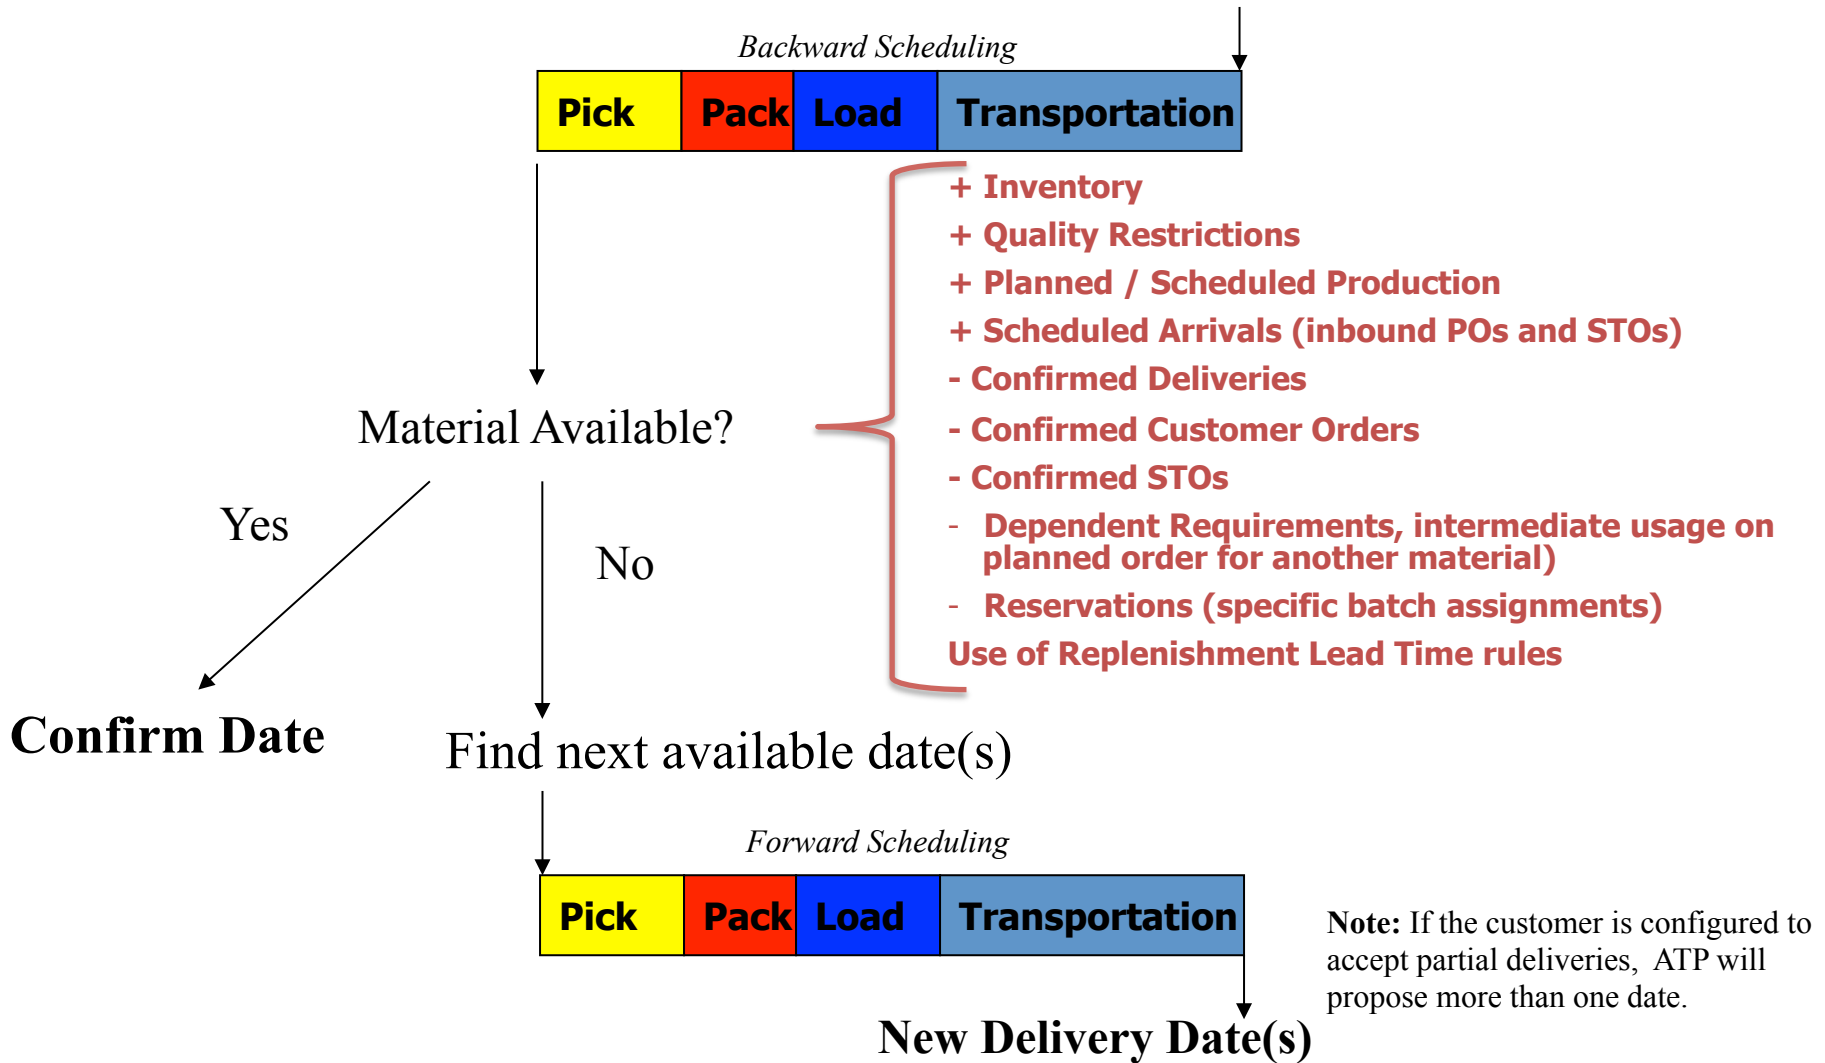 Backward Scheduling
Pick Pack Load Transportation
+ Inventory
+ Quality Restrictions
+ Planned / Scheduled Production
+ Scheduled Arrivals (inbound POs and STOs)
- Confirmed Deliveries
Material Available?
- Confirmed Customer Orders
- Confirmed STOs
- Dependent Requirements, intermediate usage on
planned order for another material)
- Reservations (specific batch assignments)
Use of Replenishment Lead Time rules
Yes
No
Confirm Date
Find next available date(s)
Forward Scheduling
Pick Pack Load Transportation
Note: If the customer is configured to
accept partial deliveries, ATP will
propose more than one date.
New Delivery Date(s)